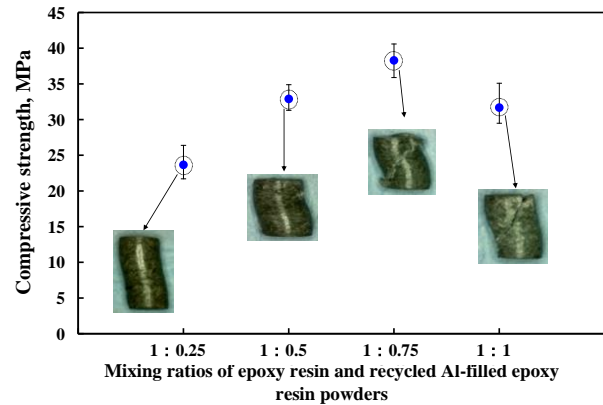 Compressive strength, MPa
45
40
35
30
25
20
15
10
5
0
1 : 0.25
1 : 0.5
1 : 0.75
1 : 1
Mixing ratios of epoxy resin and recycled Al-filled epoxy
resin powders